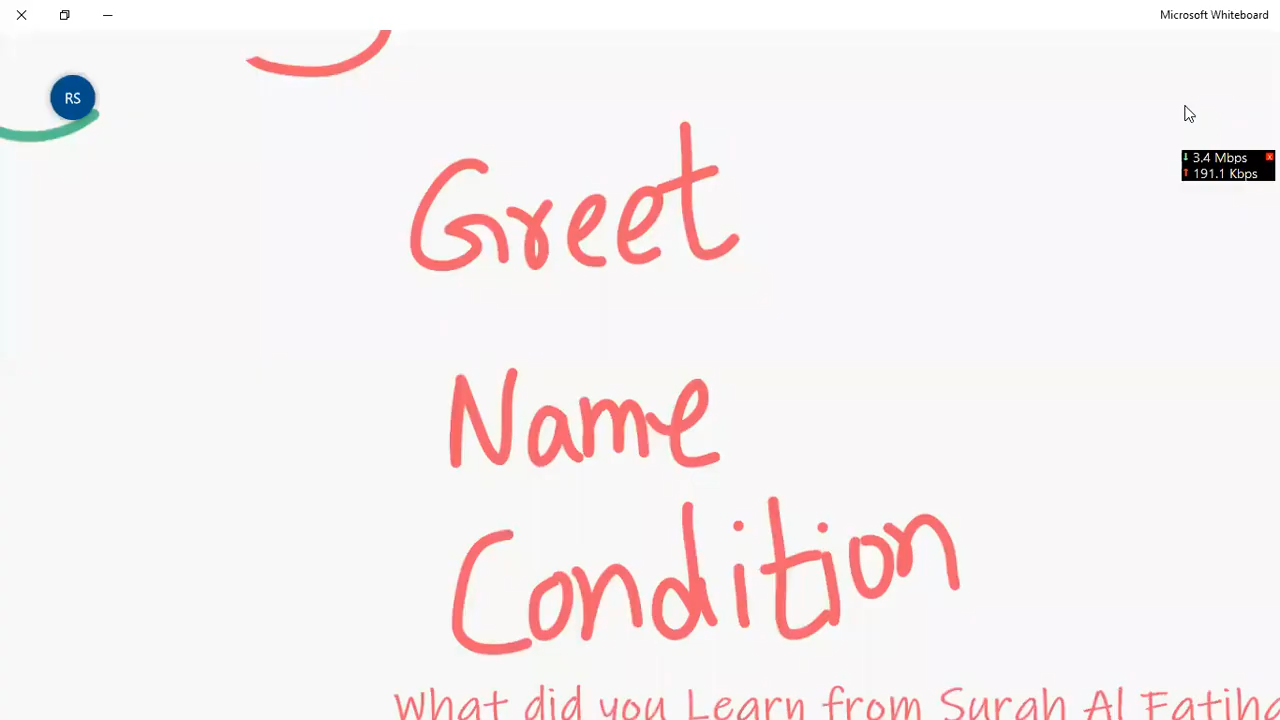 Microsoft Whiteboard
RS
3.4 Mbps
191.1 Kbps
Greet
Name
Condition
What did you Learn from Surah Al Fatiha